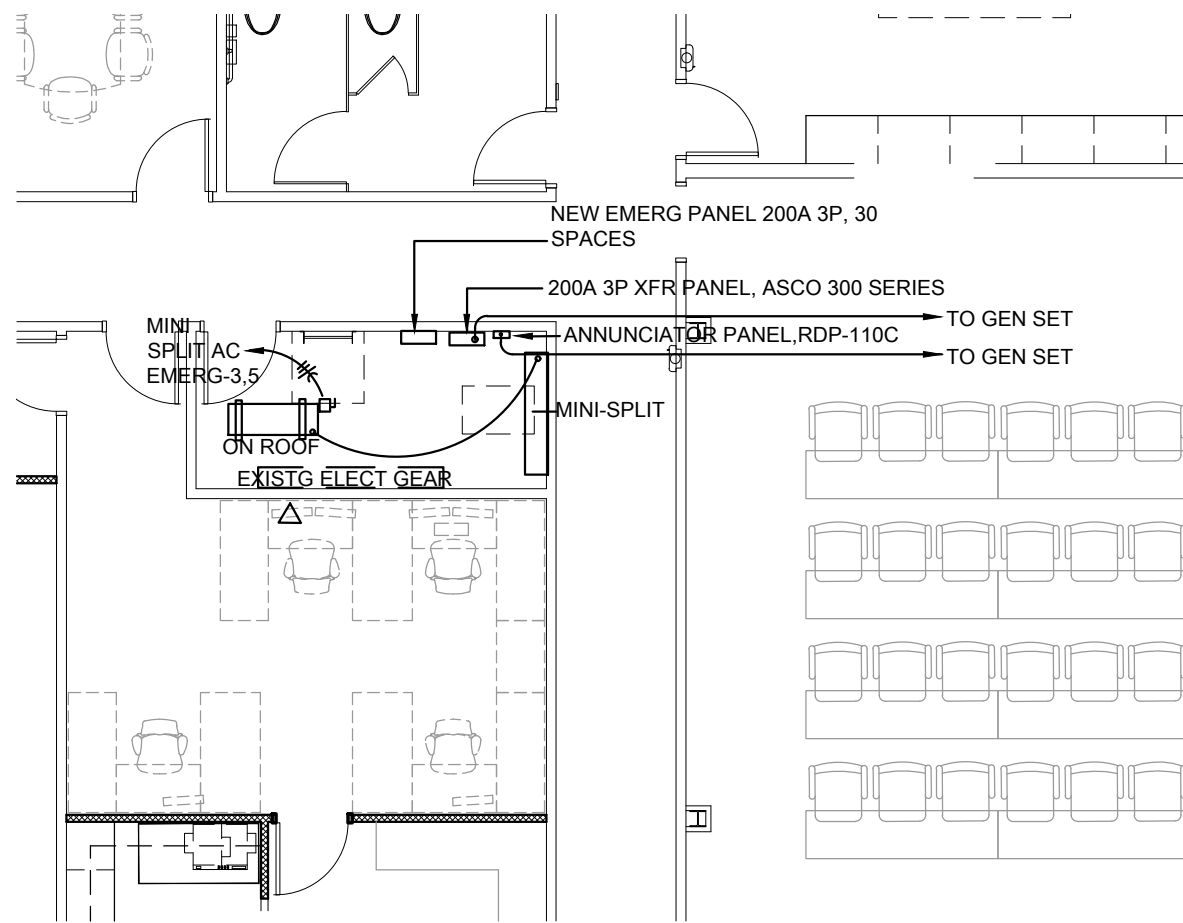 NEW EMERG PANEL 200A 3P, 30
SPACES
200A 3P XFR PANEL, ASCO 300 SERIES
TO GEN SET
ANNUNCIATOR PANEL,RDP-110C
TO GEN SET
MINI
SPLIT AC
EMERG-3,5
MINI-SPLIT
ON ROOF
EXISTG ELECT GEAR